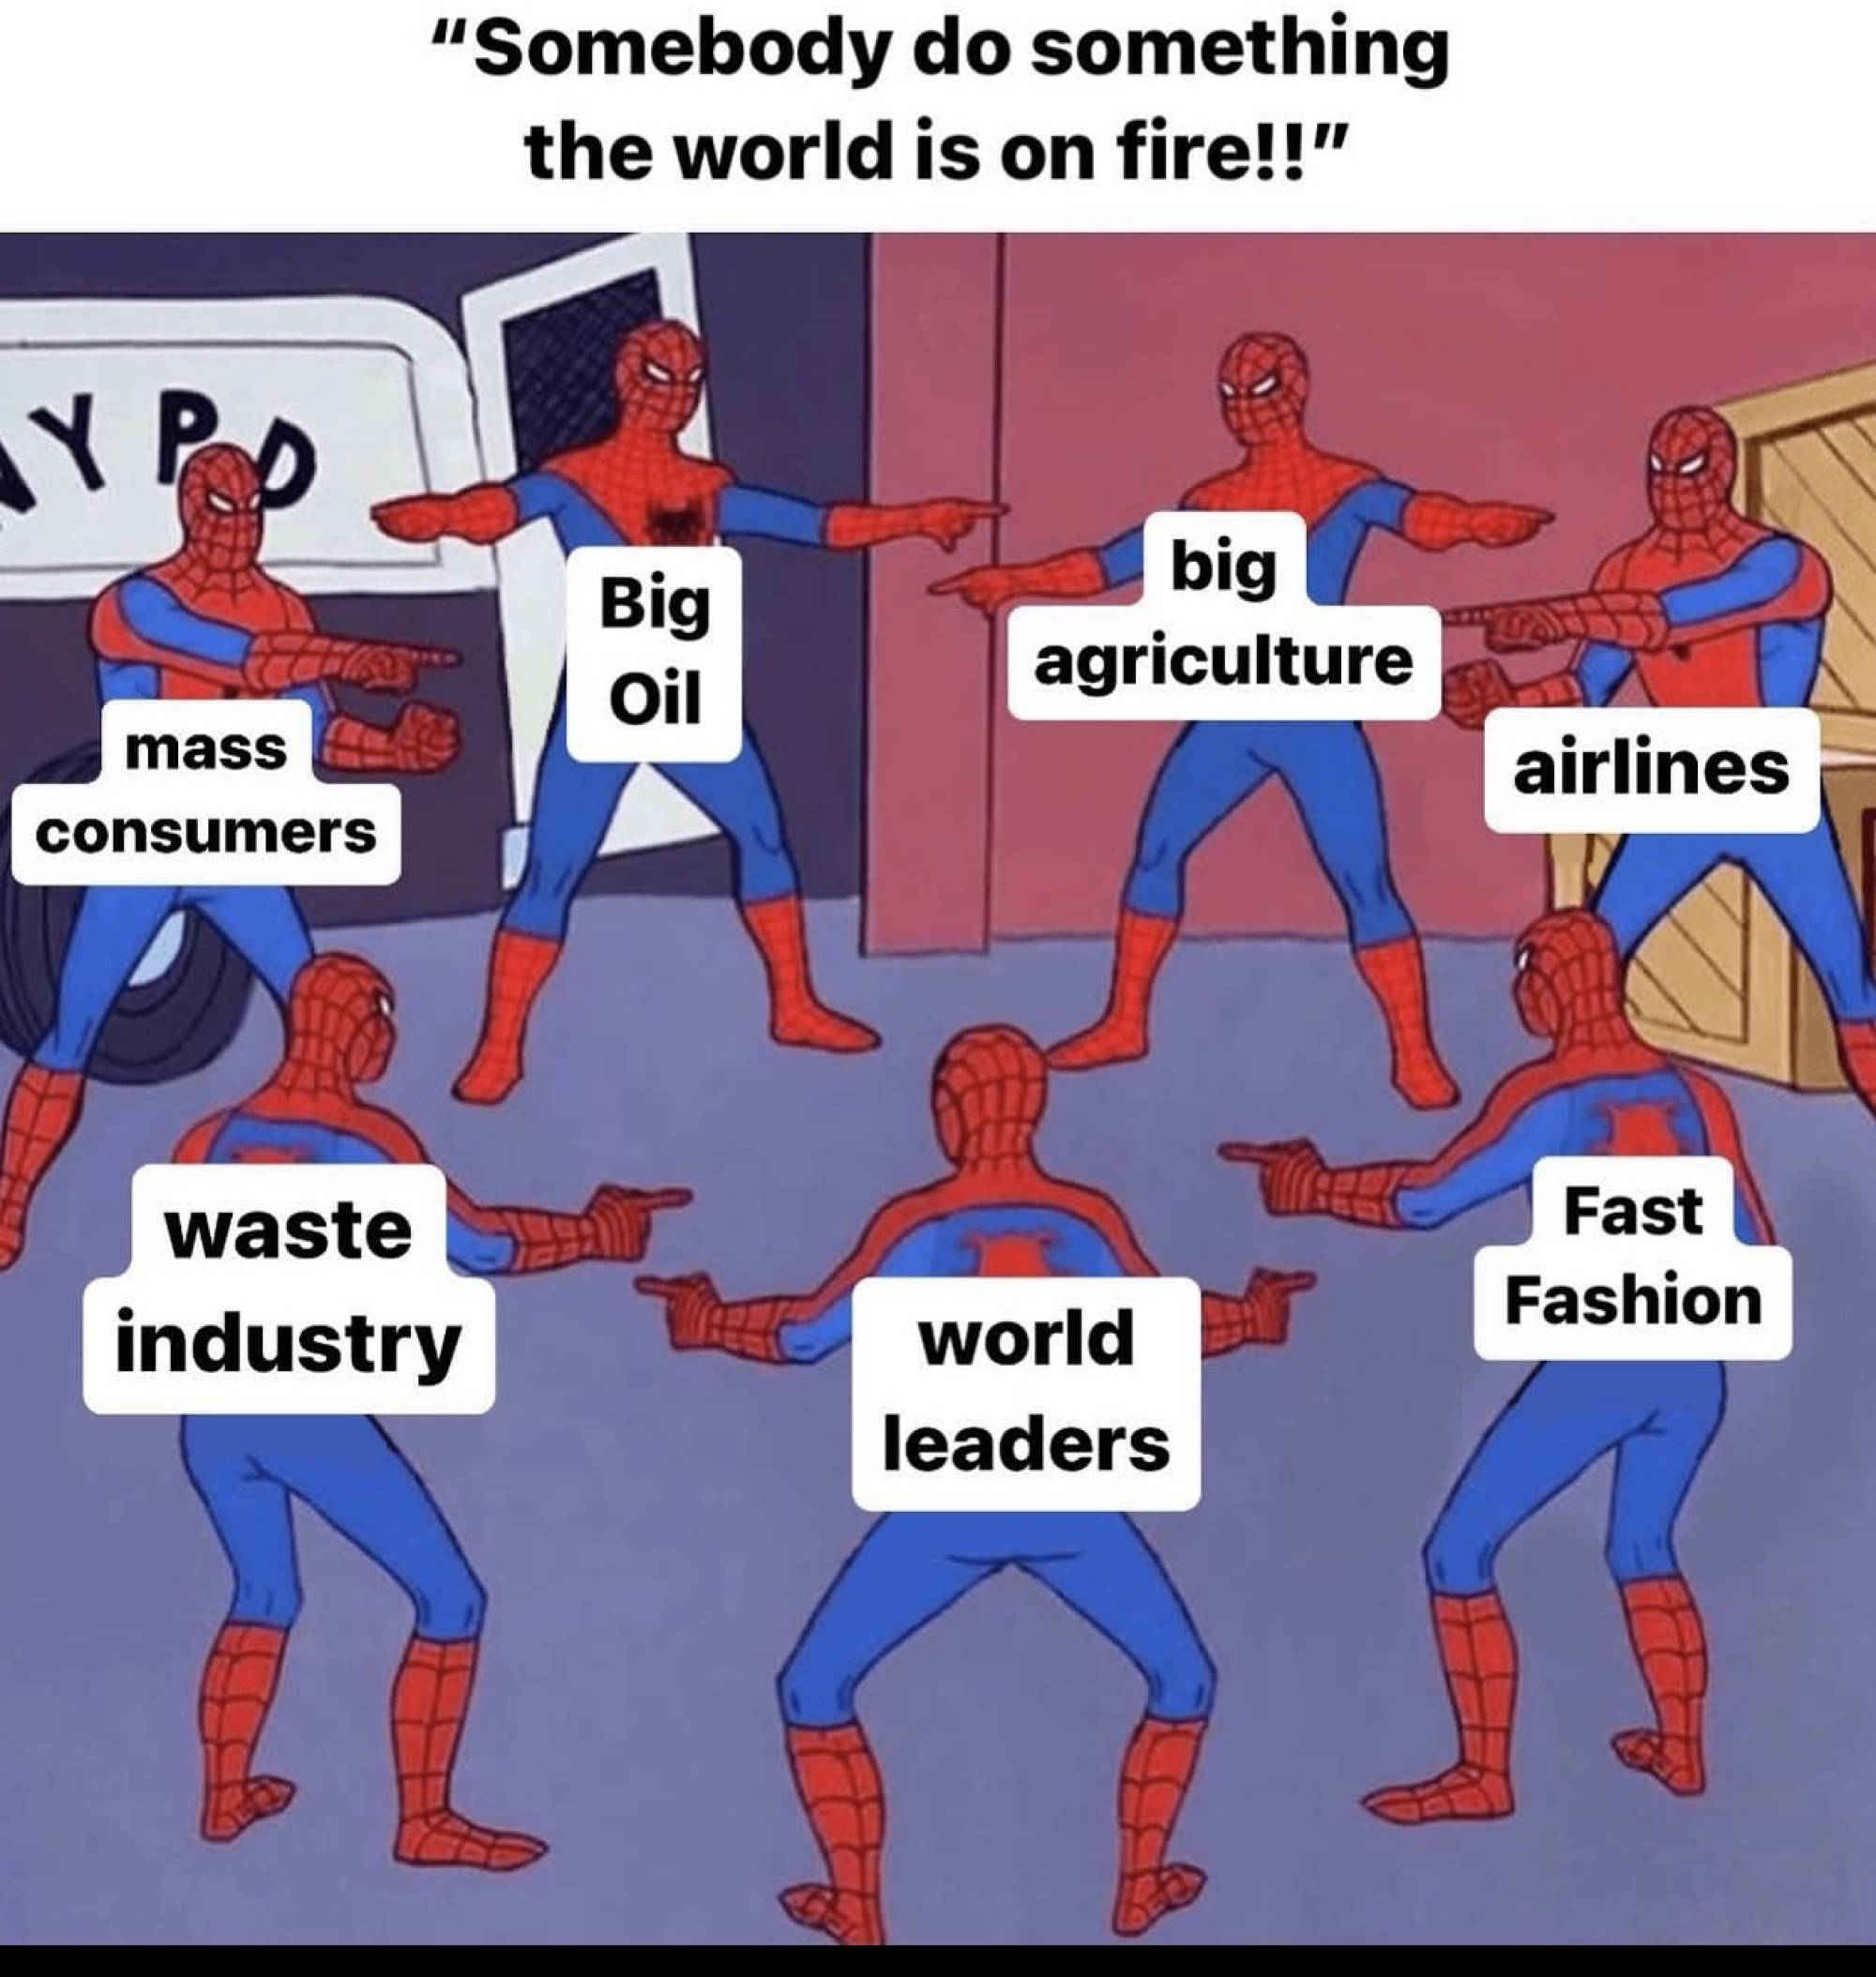 “Somebody do something
the world is on fire!!”
YPD
Big
Oil
big
agriculture
airlines
mass
consumers
waste
industry
world
leaders
Fast
Fashion